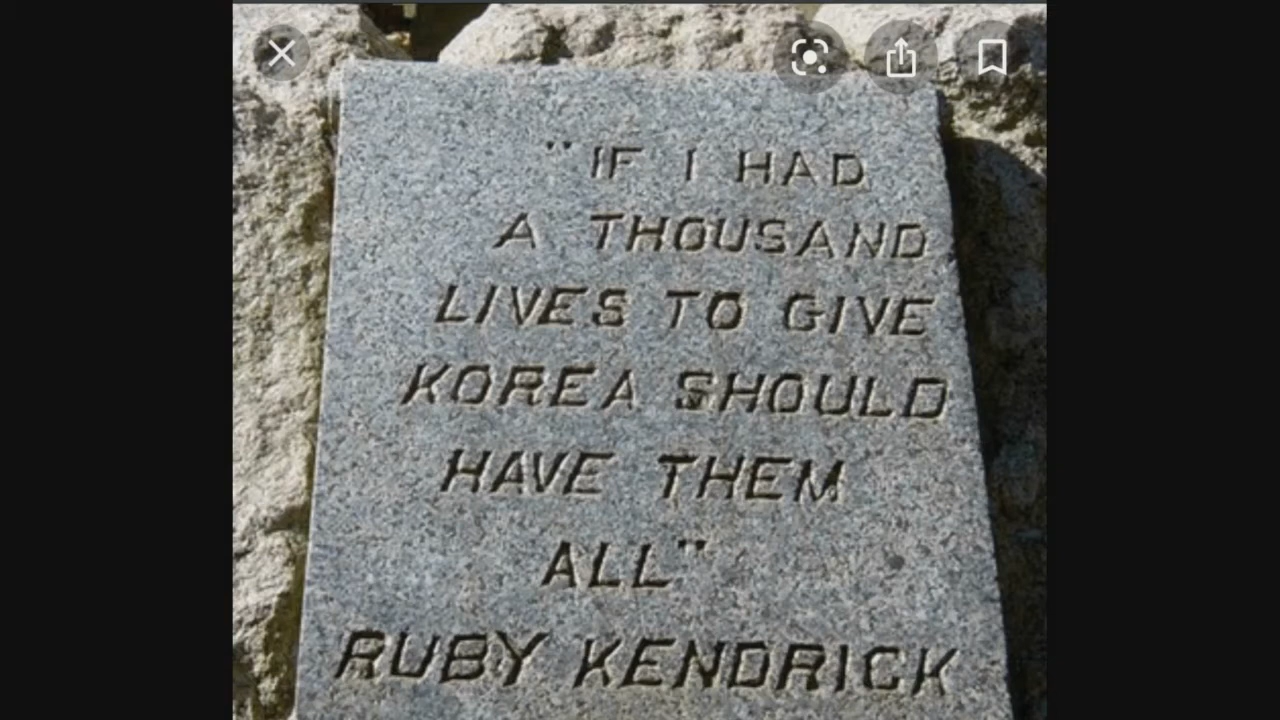 "IF I HAD
A THOUSAND
LIVES TO GIVE
KOREA SHOULD
HAVE THEM
ALL"
RUBY KENDRICK